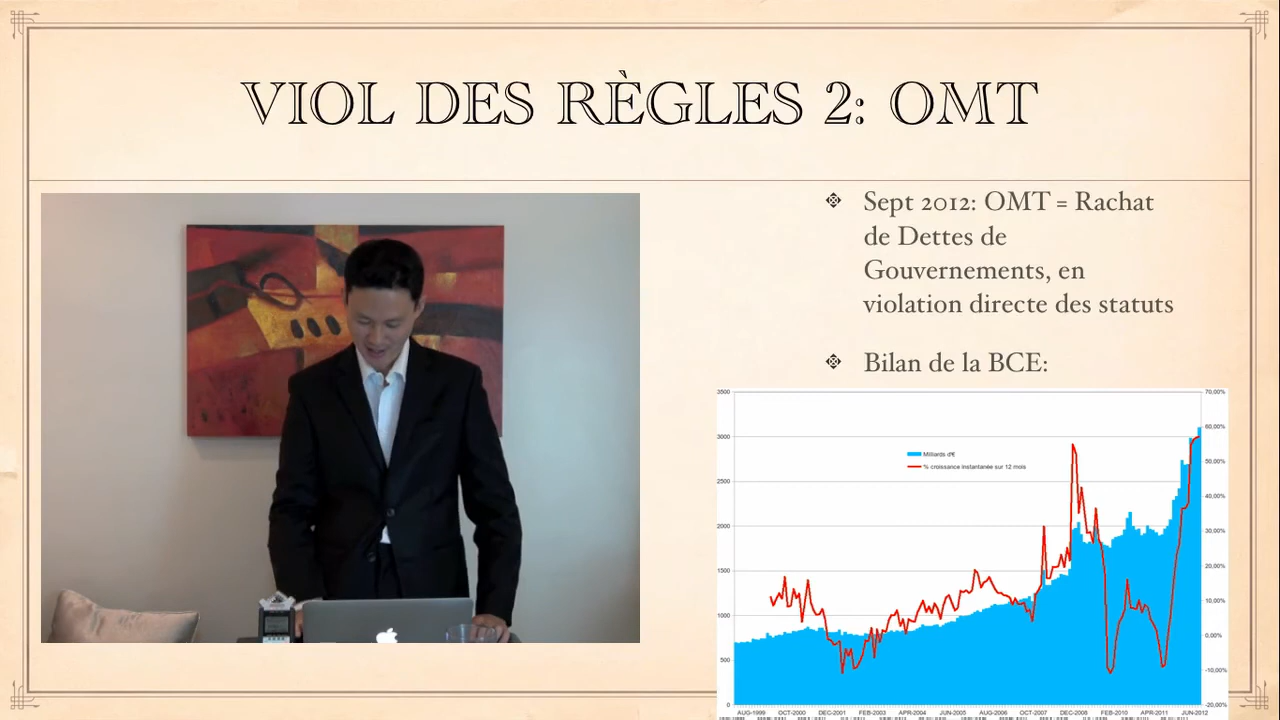 VIOL DES RÈGLES 2: OMT
Sept 2012: OMT = Rachat
de Dettes de
Gouvernements, en
violation directe des statuts
Bilan de la BCE:
3500
3000
2500
2000
1500
1000
500
0
70,00%
60,00%
50,00%
40,00%
30,00%
20,00%
10,00%
0,00%
-10,00%
-20,00%
Milliards d'€
% croissance instantanée sur 12 mois
AUG-1999 OCT-2000 DEC-2001 FEB-2003 APR-2004 JUN-2005 AUG-2006 OCT-2007 DEC-2008 FEB-2010 APR-2011 JUN-2012